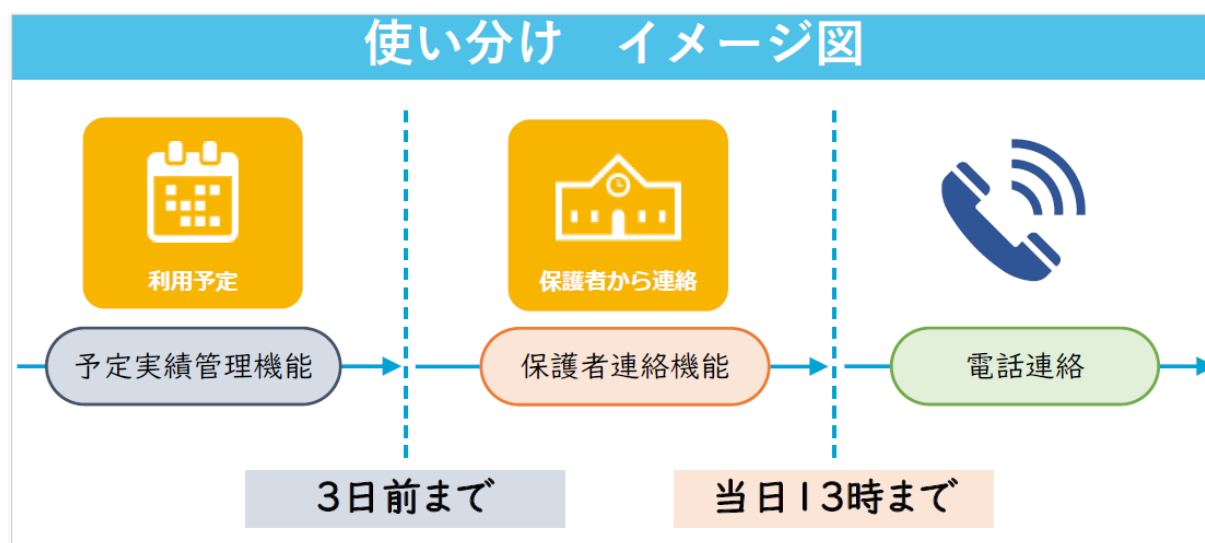 使い分け　イメージ図
利用予定
保護者から連絡
予定実績管理機能
保護者連絡機能
電話連絡
3日前まで
当日13時まで